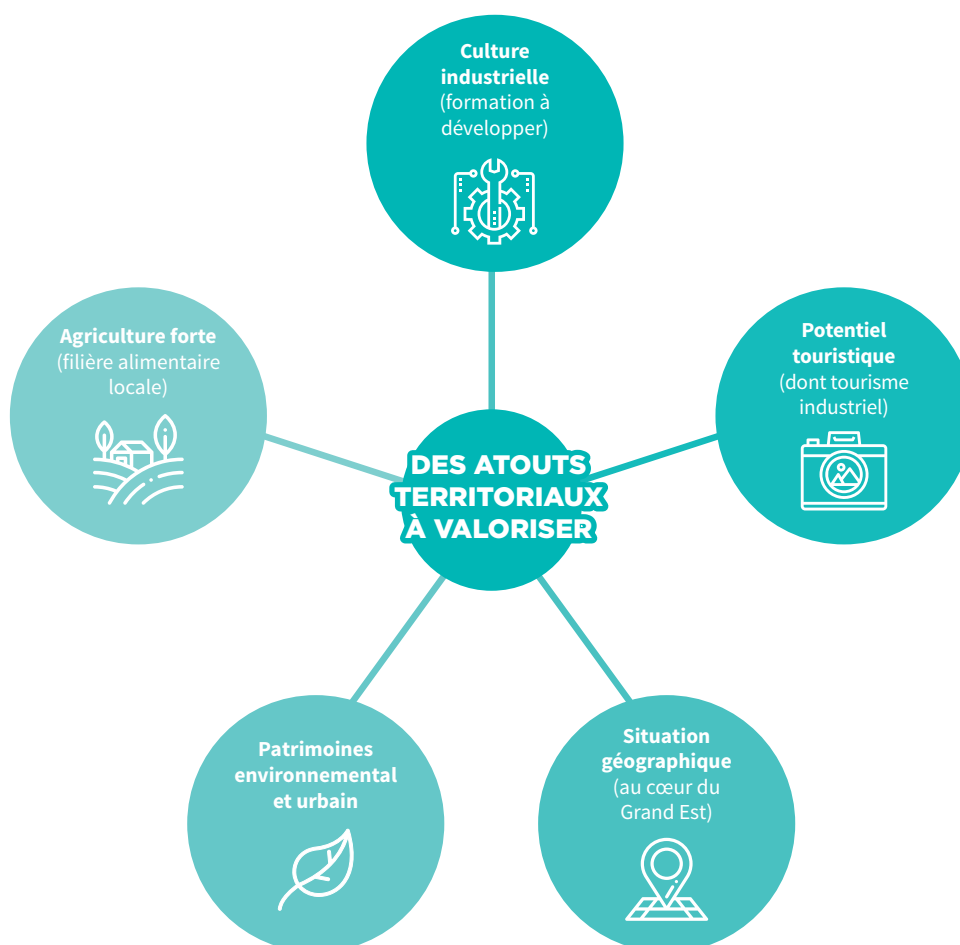 Culture
industrielle
(formation à
développer)
Agriculture forte
(filière alimentaire
locale)
Potentiel
touristique
(dont tourisme
industriel)
DES ATOUTS
TERRITORIAUX
À VALORISER
Patrimoines
environnemental
et urbain
Situation
géographique
(au cœur du
Grand Est)